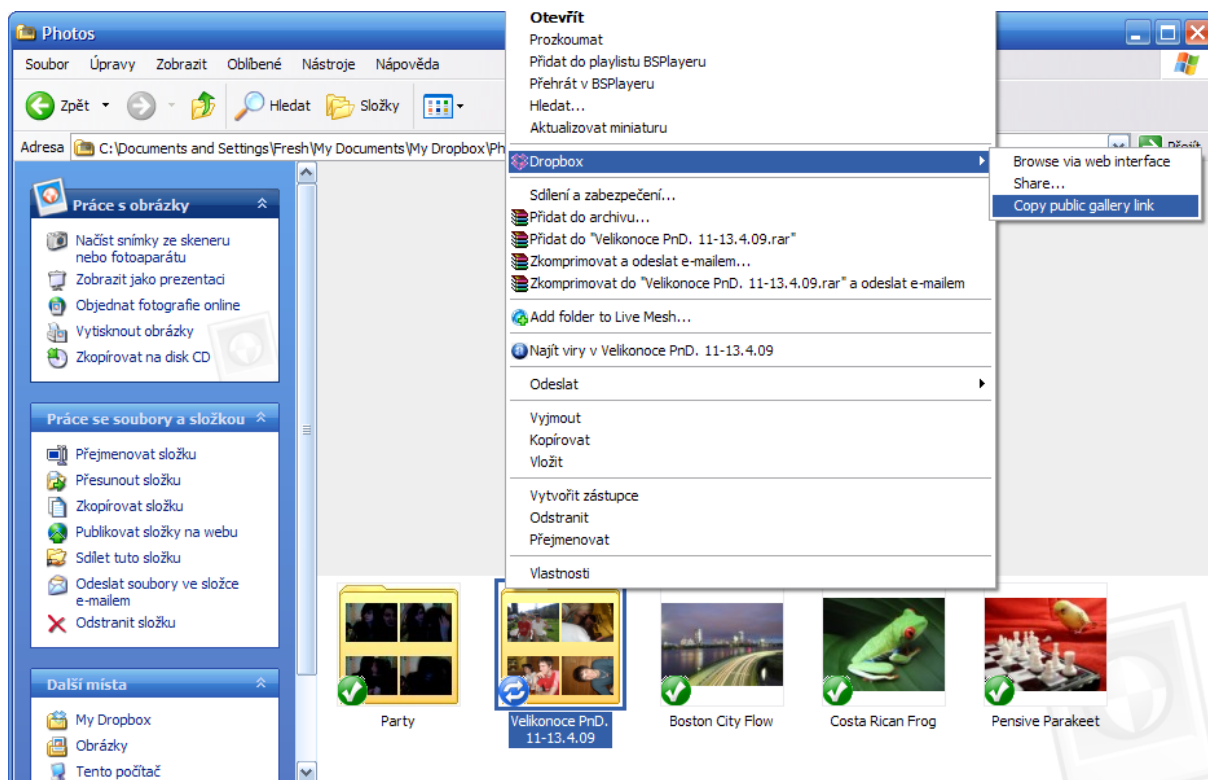 Photos
Soubor Úpravy Zobrazit Oblíbené Nástroje Nápověda
Zpět Hledat Složky
Adresa C:\Documents and Settings\Fresh\My Documents\My Dropbox\Ph
Přejít
Práce s obrázky
Načíst snímky ze skeneru
nebo fotoaparátu
Zobrazit jako prezentaci
Objednat fotografie online
Vytisknout obrázky
Zkopírovat na disk CD
Práce se soubory a složkou
Přejmenovat složku
Přesunout složku
Zkopírovat složku
Publikovat složky na webu
Sdílet tuto složku
Odeslat soubory ve složce
e-mailem
Odstranit složku
Další místa
My Dropbox
Obrázky
Tento počítač
Otevřít
Prozkoumat
Přidat do playlistu BSPlayeru
Přehrát v BSPlayeru
Hledat...
Aktualizovat miniaturu
Dropbox
Sdílení a zabezpečení...
Přidat do archivu...
Přidat do "Velikonoce PnD. 11-13.4.09.rar"
Zkomprimovat a odeslat e-mailem...
Zkomprimovat do "Velikonoce PnD. 11-13.4.09.rar" a odeslat e-mailem
Add folder to Live Mesh...
Najít viry v Velikonoce PnD. 11-13.4.09
Odeslat
Vyjmout
Kopírovat
Vložit
Vytvořit zástupce
Odstranit
Přejmenovat
Vlastnosti
Browse via web interface
Share...
Copy public gallery link
Party
Velikonoce PnD.
11-13.4.09
Boston City Flow
Costa Rican Frog
Pensive Parakeet